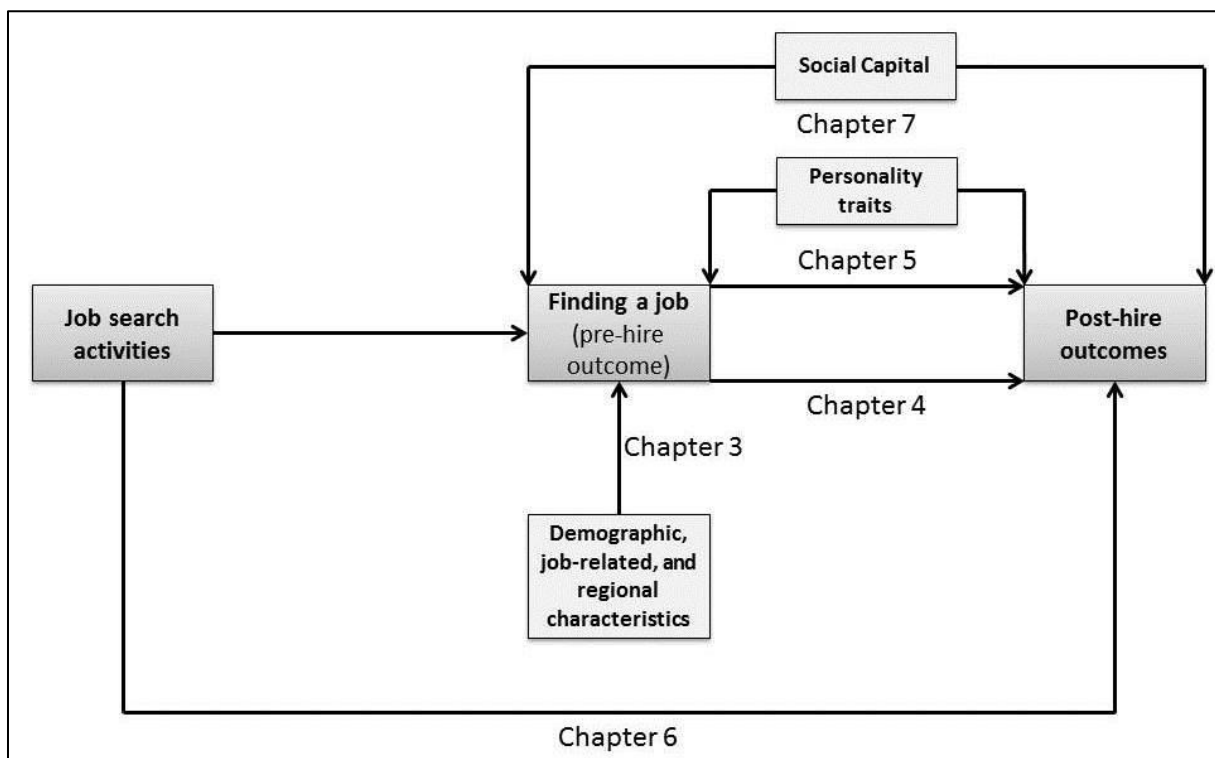 Social Capital
Chapter 7
Personality
traits
Chapter 5
Job search
activities
Finding a job
(pre-hire
outcome)
Post-hire
outcomes
Chapter 4
Chapter 3
Demographic,
job-related, and
regional
characteristics
Chapter 6